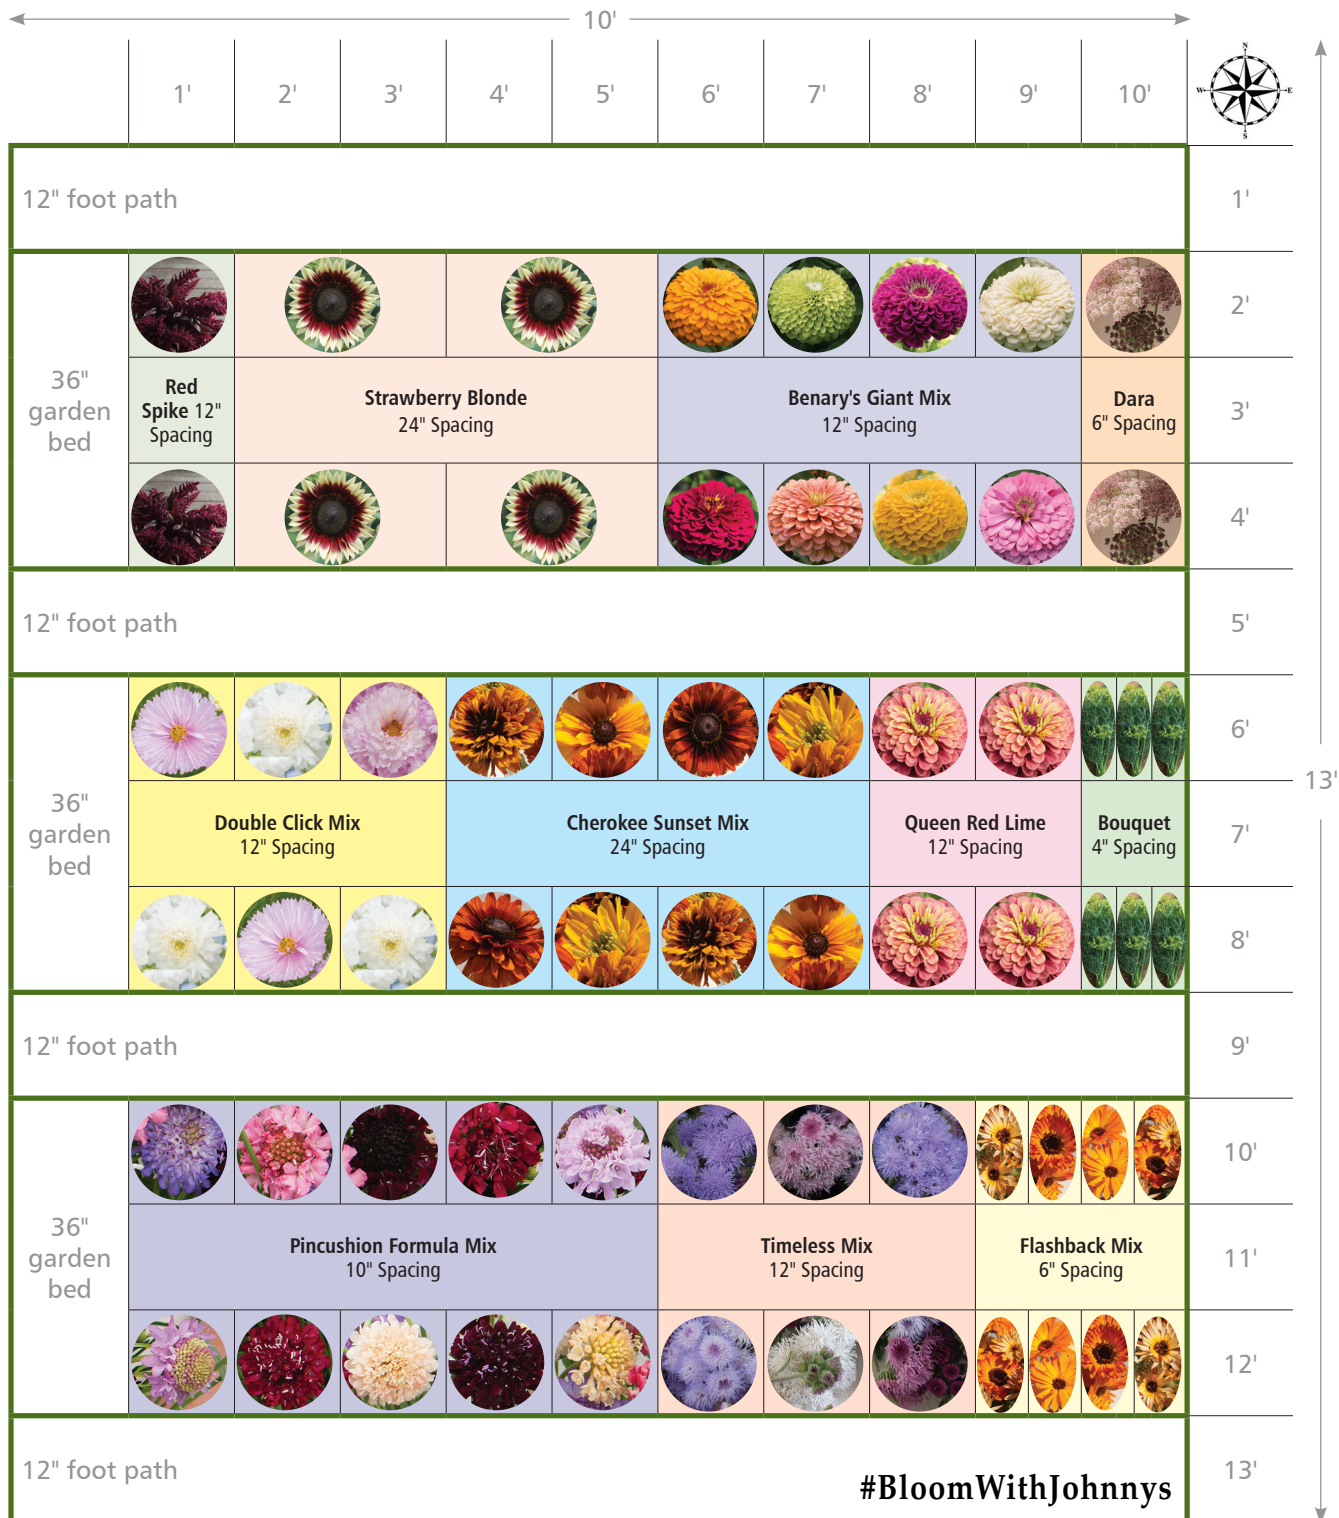 10'
1' 2' 3' 4' 5' 6' 7' 8' 9' 10'
N
W E
S
12" foot path
1'
2'
36"
garden
bed
Red
Spike 12"
Spacing
Strawberry Blonde
24" Spacing
Benary's Giant Mix
12" Spacing
Dara
6" Spacing
3'
4'
12" foot path
5'
6'
13'
36"
garden
bed
Double Click Mix
12" Spacing
Cherokee Sunset Mix
24" Spacing
Queen Red Lime
12" Spacing
Bouquet
4" Spacing
7'
8'
12" foot path
9'
10'
36"
garden
bed
Pincushion Formula Mix
10" Spacing
Timeless Mix
12" Spacing
Flashback Mix
6" Spacing
11'
12'
12" foot path
#BloomWithJohnnys
13'